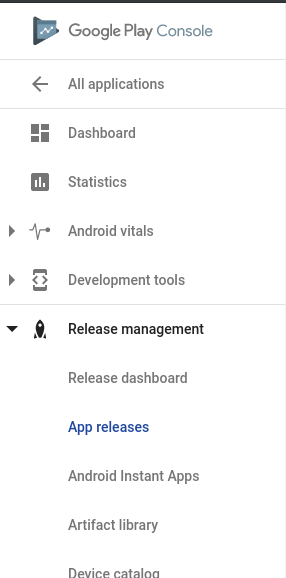 Google Play Console
All applications
Dashboard
Statistics
Android vitals
Development tools
Release management
Release dashboard
App releases
Android Instant Apps
Artifact library
Device catalog